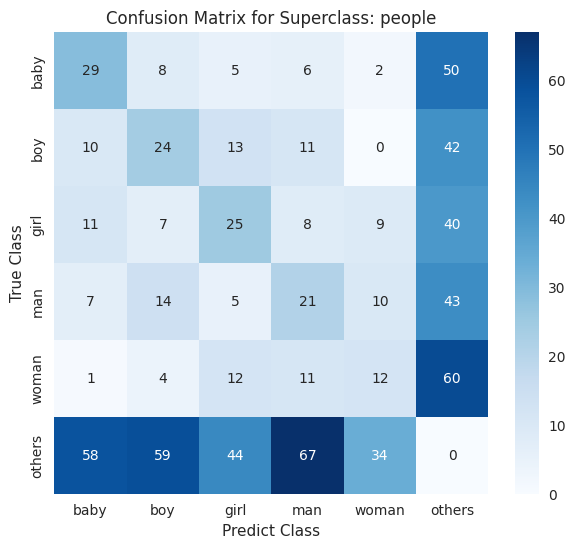 Confusion Matrix for Superclass: people
True Class
baby 29 8 5 6 2 50
boy 10 24 13 11 0 42
girl 11 7 25 8 9 40
man 7 14 5 21 10 43
woman 1 4 12 11 12 60
others 58 59 44 67 34 0
baby boy girl man woman others
Predict Class
60
50
40
30
20
10
0